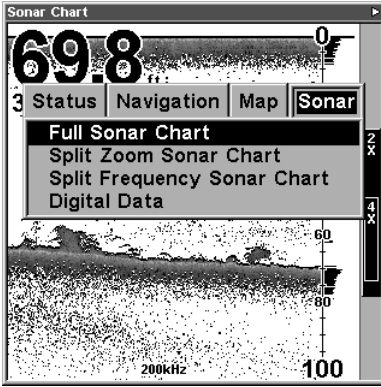 Sonar Chart
69.8
0
Status Navigation Map Sonar
Full Sonar Chart
Split Zoom Sonar Chart
Split Frequency Sonar Chart
Digital Data
2X
4X
60
80
200kHz
100